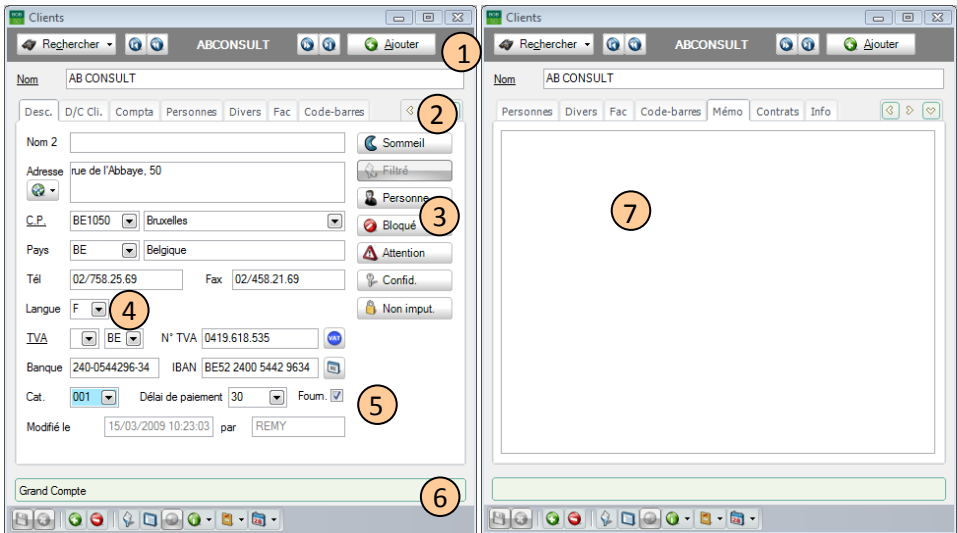 Clients
Rechercher ABCONSULT Ajouter
1
Nom AB CONSULT
Desc. D/C Cli. Compta Personnes Divers Fac Code-barres
2
Nom 2 Sommeil
Adresse rue de l'Abbaye, 50 Filtré
Personne
C.P. BE1050 Bruxelles Bloqué
3
Pays BE Belgique Attention
Tél 02/758.25.69 Fax 02/458.21.69 Confid.
Langue F 4 Non imput.
TVA BE N° TVA 0419.618.535 VAT
Banque 240-0544296-34 IBAN BE52 2400 5442 9634
Cat. 001 Délai de paiement 30 Fourn.
5
Modifié le 15/03/2009 10:23:03 par REMY
Grand Compte
6
Clients
Rechercher ABCONSULT Ajouter
Nom AB CONSULT
Personnes Divers Fac Code-barres Mémo Contrats Info
7